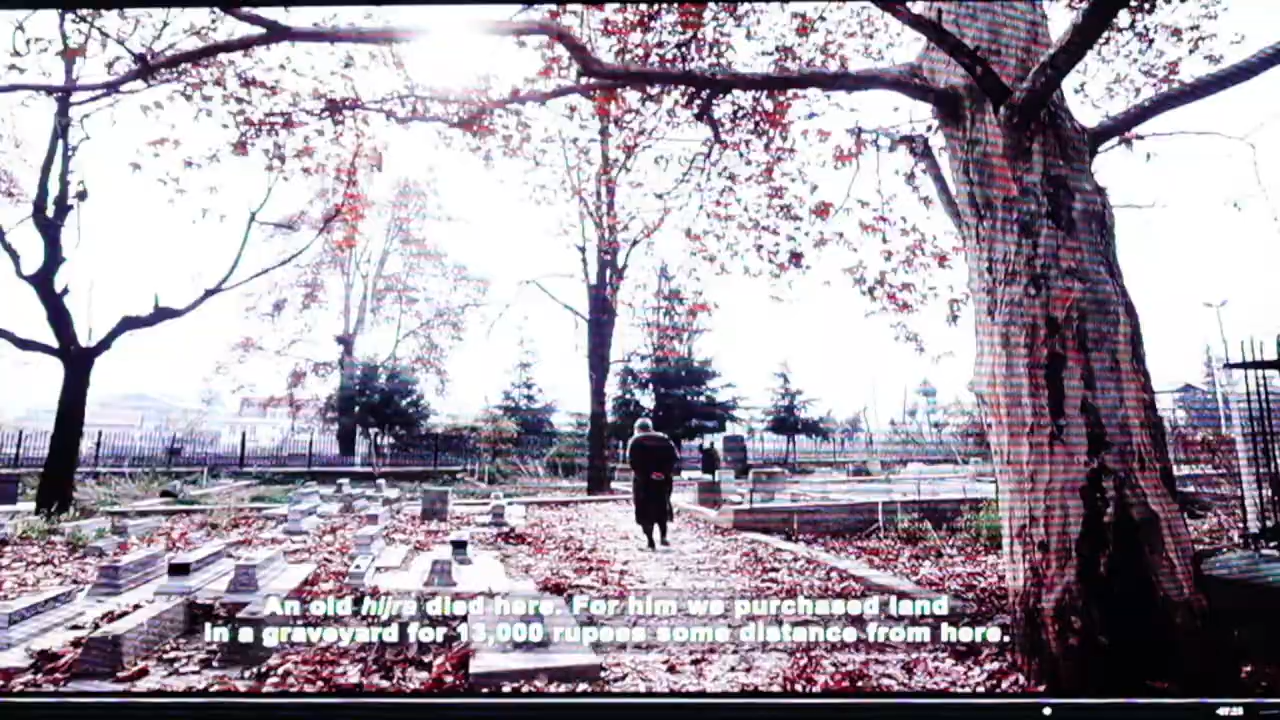 An old hijra died here. For him we purchased land
in a graveyard for 13,000 rupees some distance from here.